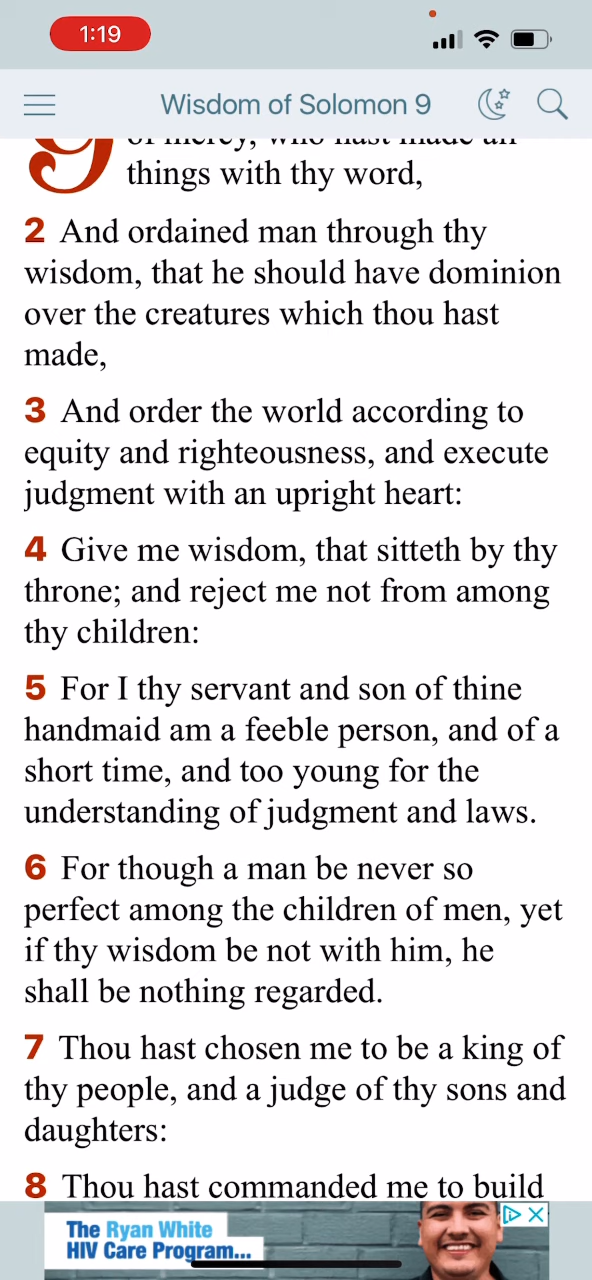 1:19
Wisdom of Solomon 9
9 of mercy, who hast made all
things with thy word,
2 And ordained man through thy
wisdom, that he should have dominion
over the creatures which thou hast
made,
3 And order the world according to
equity and righteousness, and execute
judgment with an upright heart:
4 Give me wisdom, that sitteth by thy
throne; and reject me not from among
thy children:
5 For I thy servant and son of thine
handmaid am a feeble person, and of a
short time, and too young for the
understanding of judgment and laws.
6 For though a man be never so
perfect among the children of men, yet
if thy wisdom be not with him, he
shall be nothing regarded.
7 Thou hast chosen me to be a king of
thy people, and a judge of thy sons and
daughters:
8 Thou hast commanded me to build
The Ryan White
HIV Care Program...